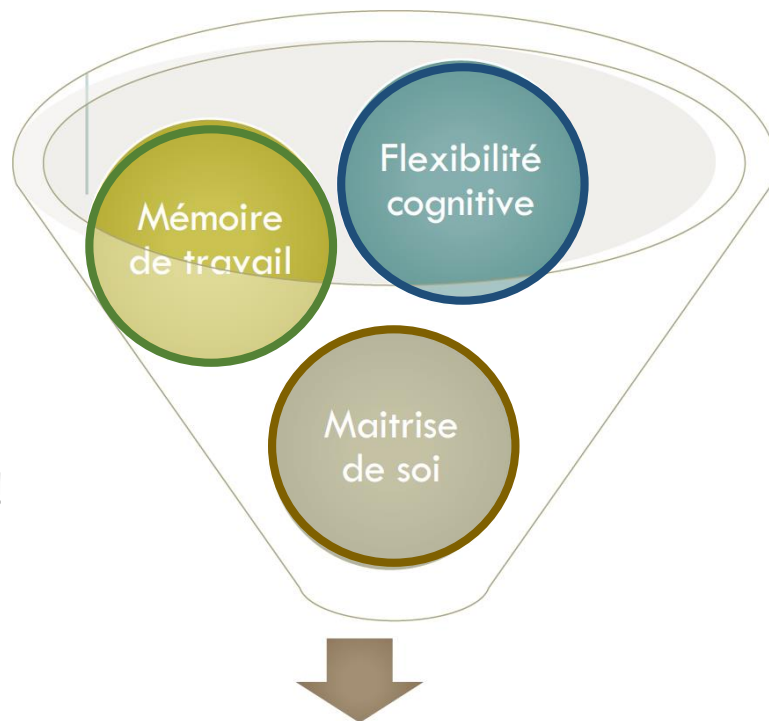 Flexibilité
cognitive
Mémoire
de travail
Maitrise
de soi